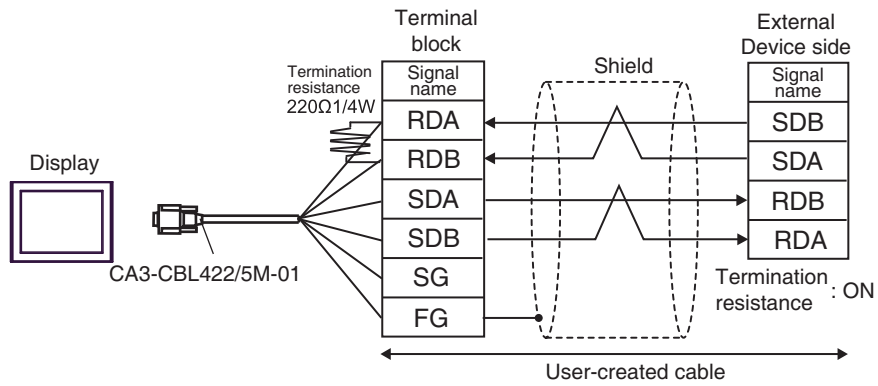 Terminal
block
External
Device side
Shield
Termination
resistance
220Ω1/4W
Signal
name
RDA
RDB
SDA
SDB
SG
FG
Signal
name
SDB
SDA
RDB
RDA
Display
CA3-CBL422/5M-01
Termination
resistance : ON
User-created cable